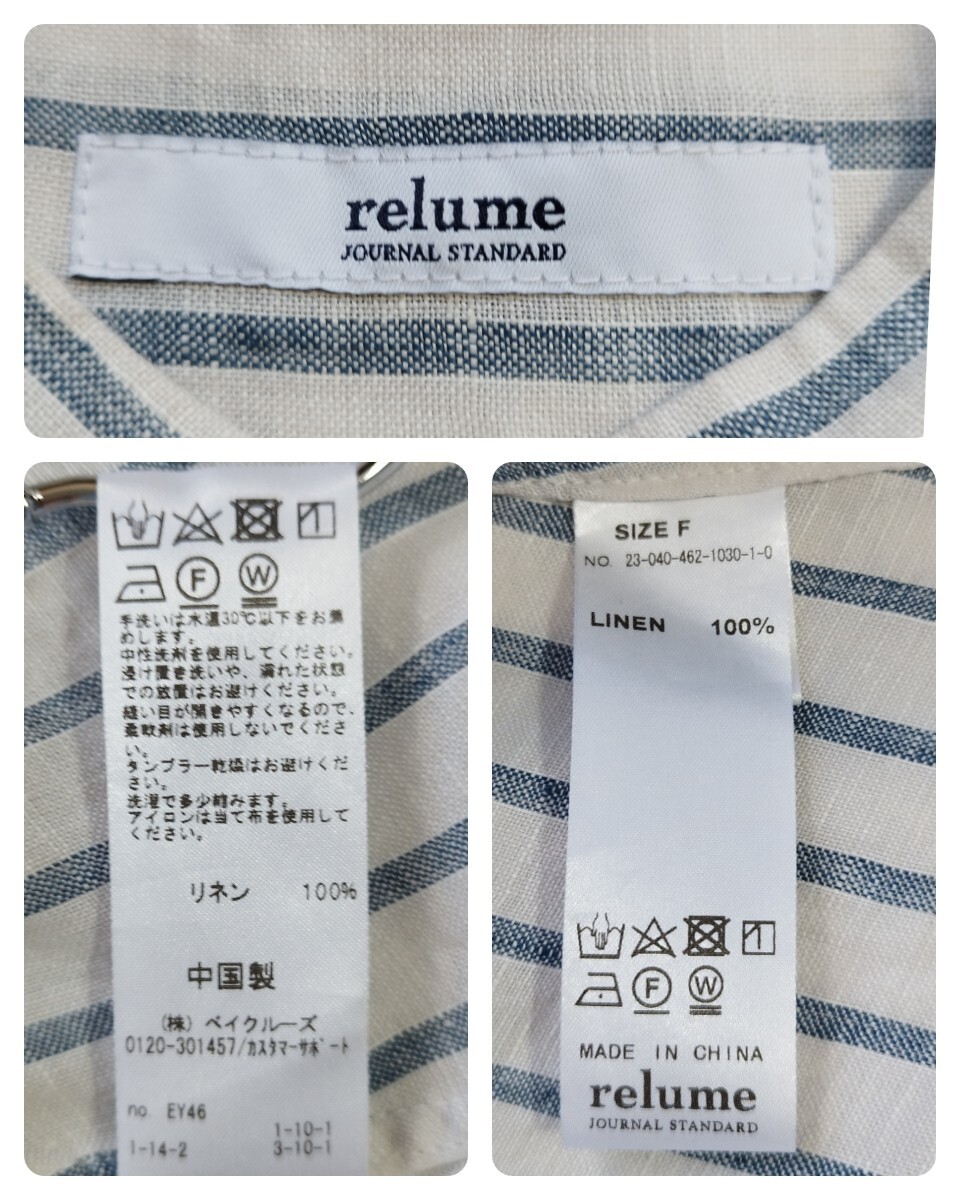 relume
JOURNAL STANDARD
F
W
手洗いは水温30℃以下をお薦
めします。
中性洗剤を使用してください。
浸け置き洗いや、濡れた状態
での放置はお避けください。
縫い目が開きやすくなるので、
柔軟剤は使用しないでくださ
い。
タンブラー乾燥はお避けくだ
さい。
洗濯で多少縮みます。
アイロンは当て布を使用して
ください。
リネン 100%
中国製
(株) ベイクルーズ
0120-301457/カスタマーサポート
no. EY46
1-10-1
1-14-2 3-10-1
SIZE F
NO. 23-040-462-1030-1-0
LINEN 100%
F
W
MADE IN CHINA
relume
JOURNAL STANDARD